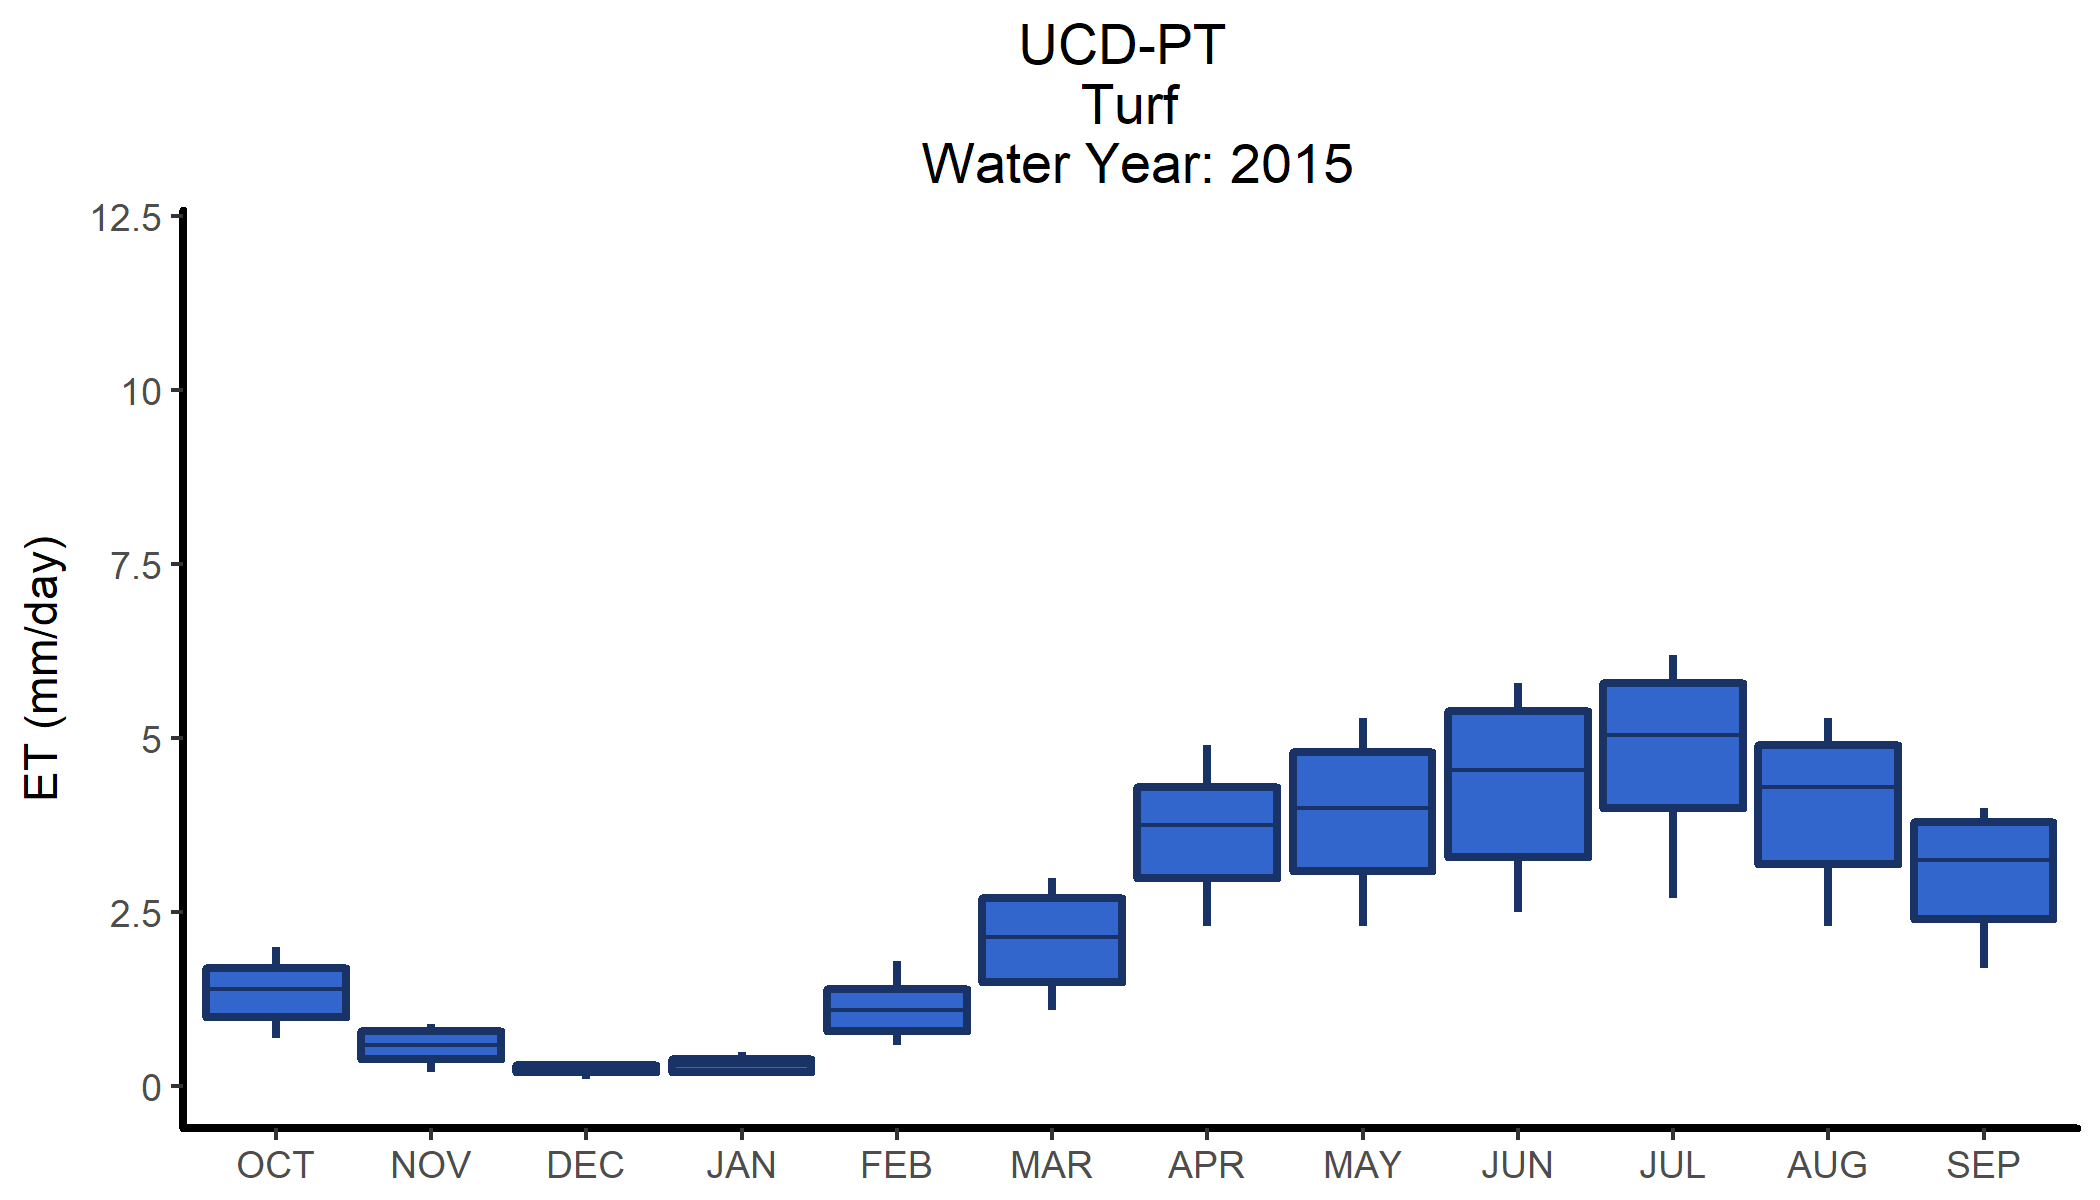 UCD-PT
Turf
Water Year: 2015
12.5
10
7.5
5
2.5
0
ET (mm/day)
OCT NOV DEC JAN FEB MAR APR MAY JUN JUL AUG SEP